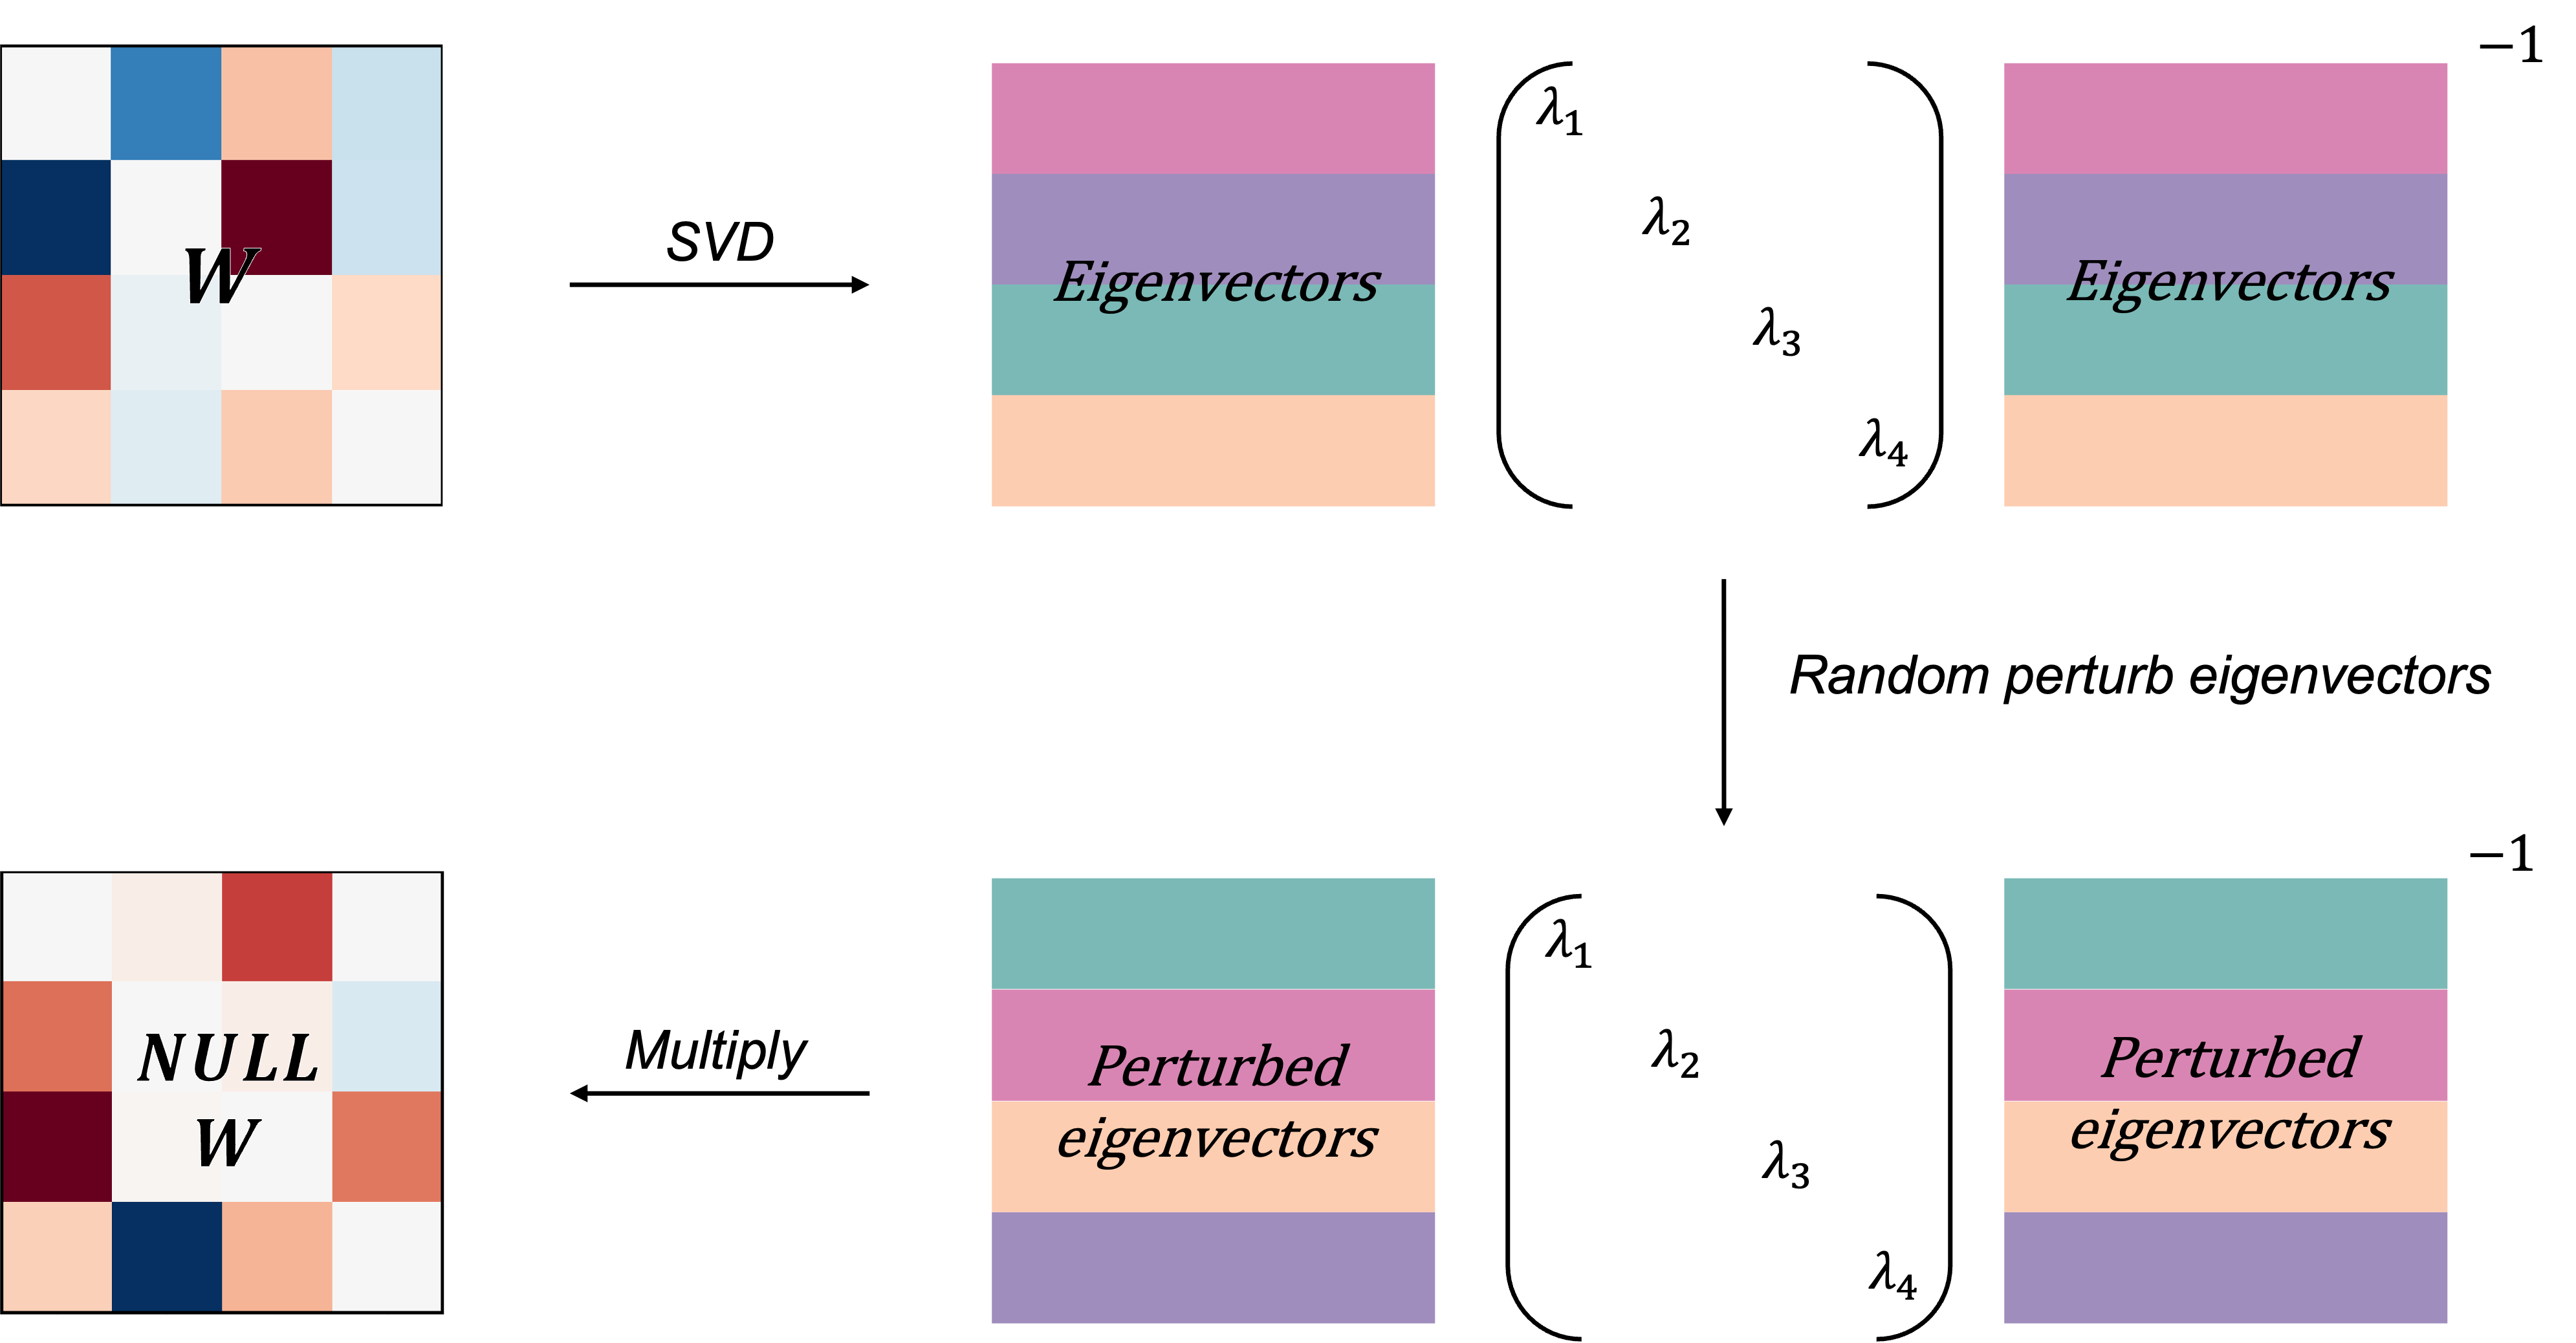 −1
W
SVD
Eigenvectors
λ1
λ2
λ3
λ4
Eigenvectors
Random perturb eigenvectors
−1
NULL
W
Multiply
Perturbed
eigenvectors
λ1
λ2
λ3
λ4
Perturbed
eigenvectors